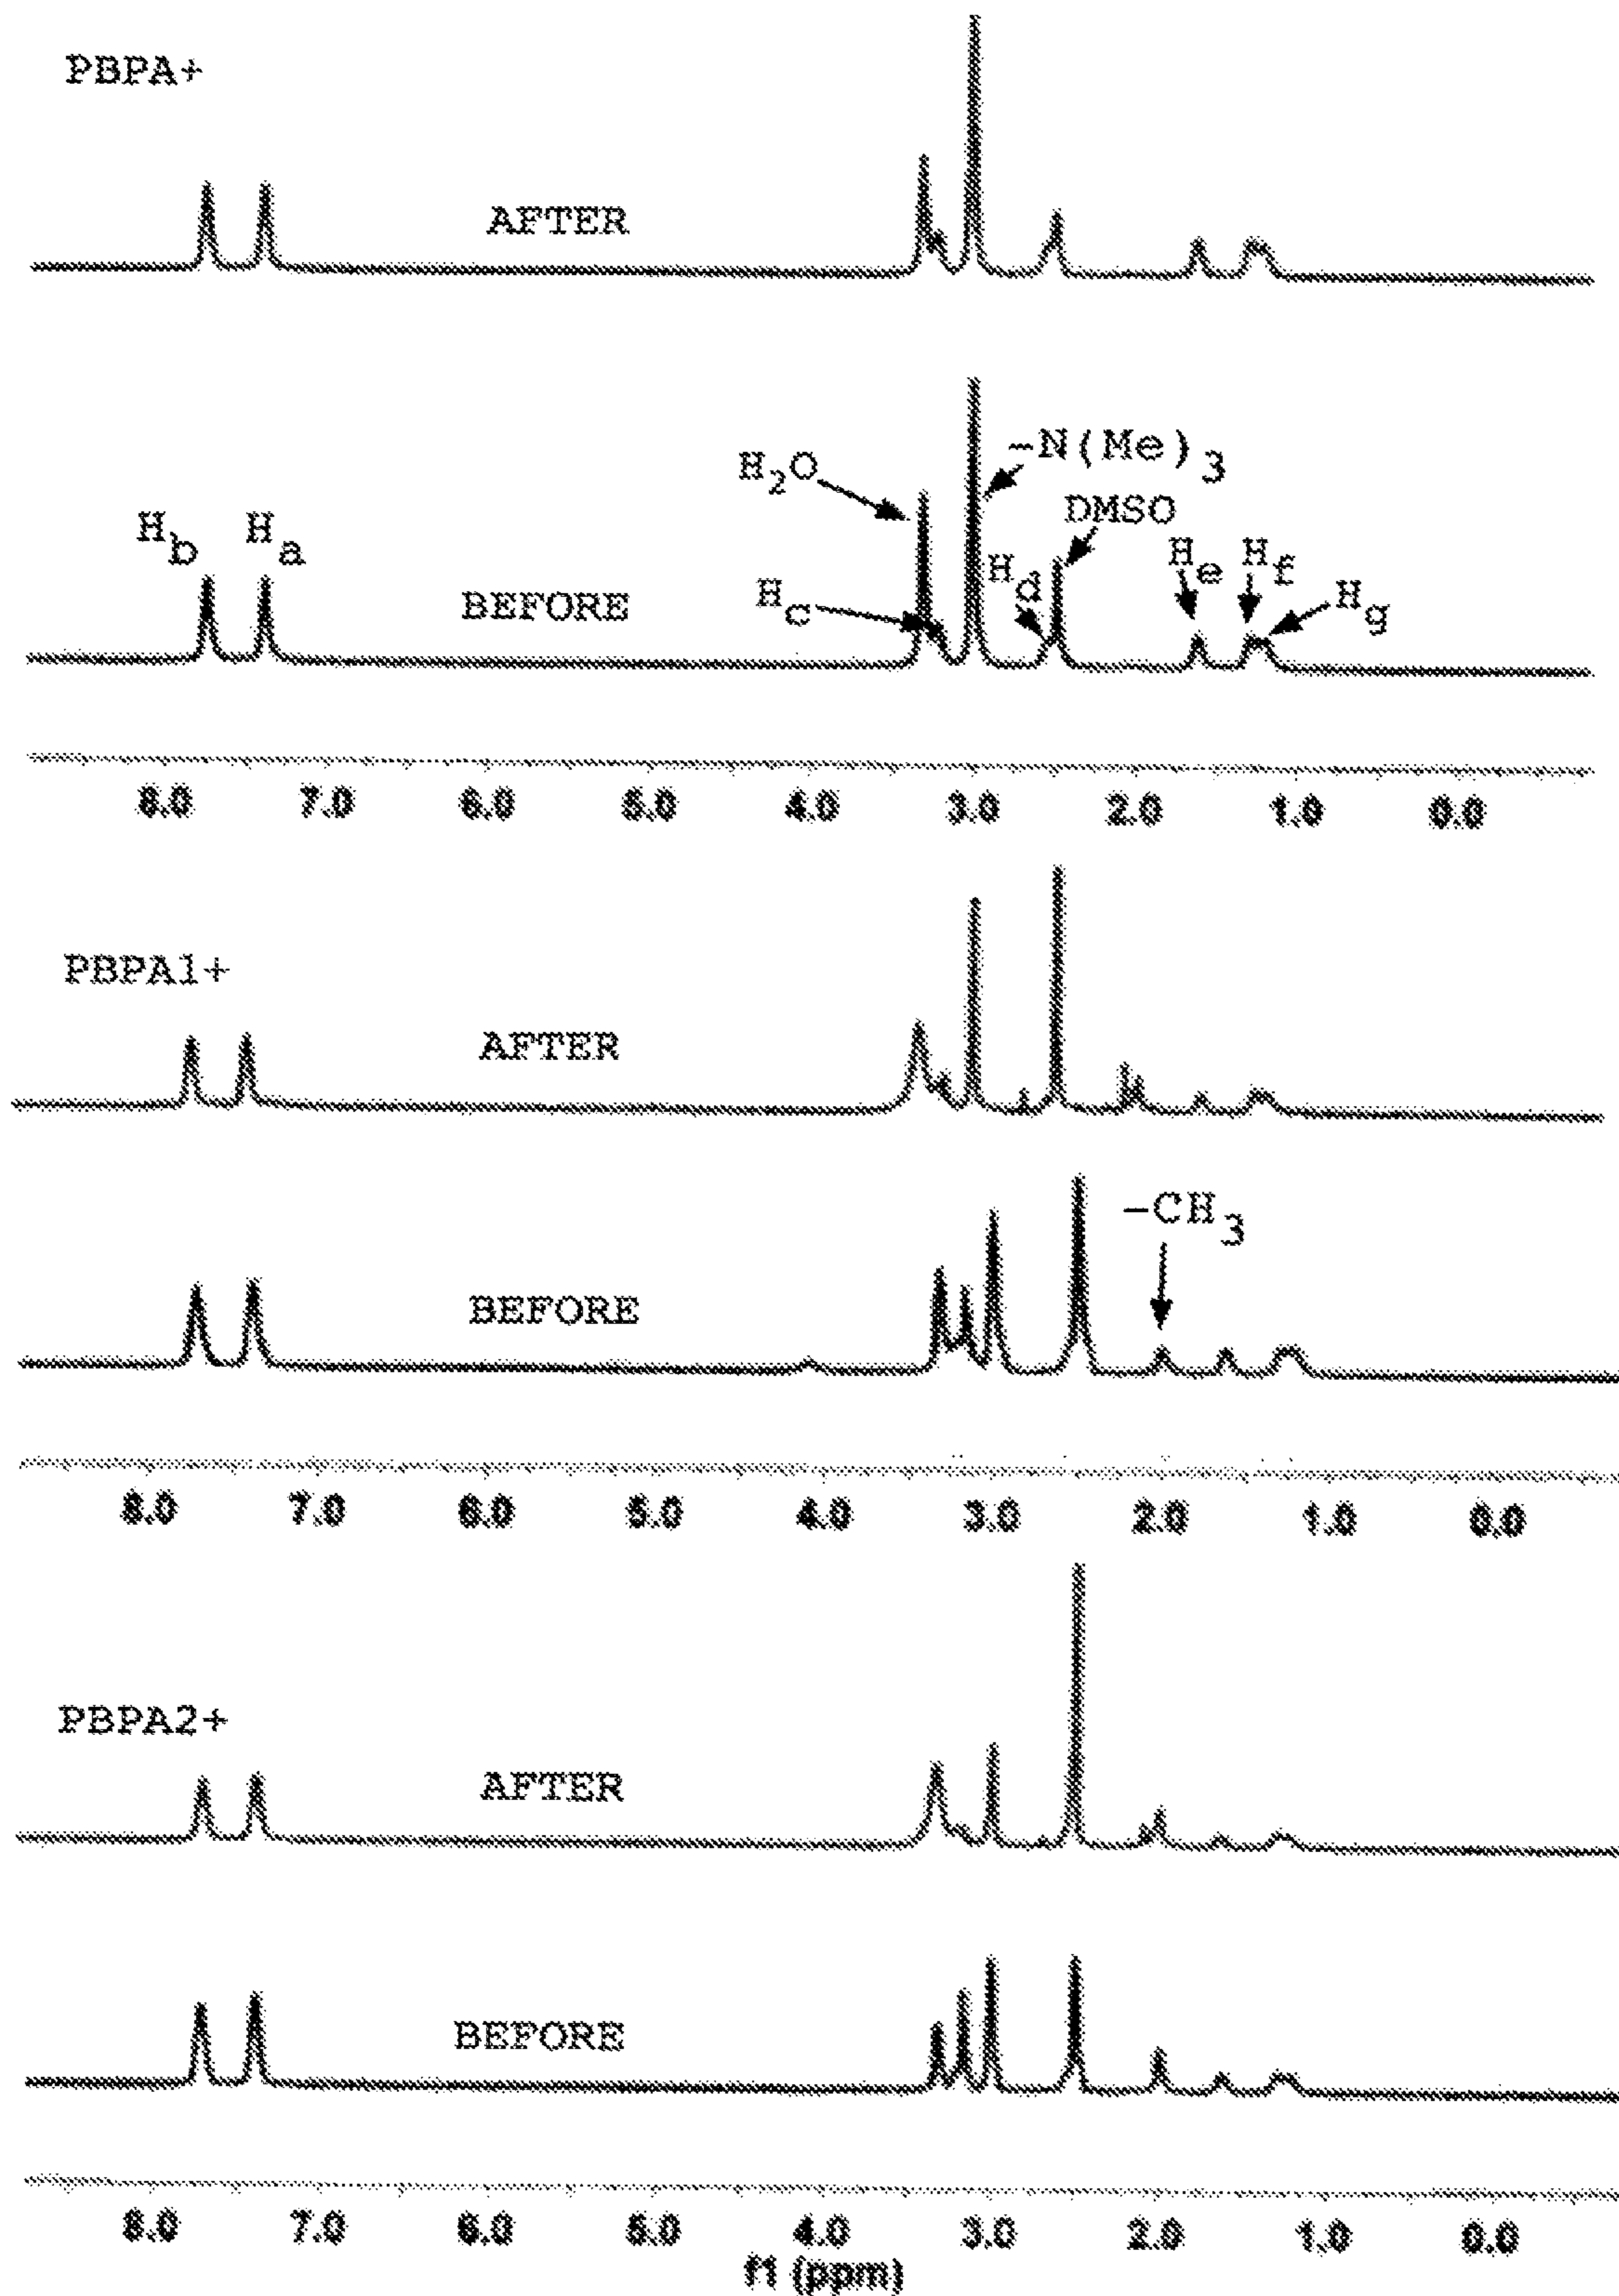 PBPA+
AFTER
H2O
-N(Me)3
DMSO
Hb Ha
BEFORE
Hc
Hd
He Hf
Hg
8.0 7.0 6.0 5.0 4.0 3.0 2.0 1.0 0.0
PBPA1+
AFTER
-CH3
BEFORE
8.0 7.0 6.0 5.0 4.0 3.0 2.0 1.0 0.0
PBPA2+
AFTER
BEFORE
8.0 7.0 6.0 5.0 4.0 3.0 2.0 1.0 0.0
f1 (ppm)